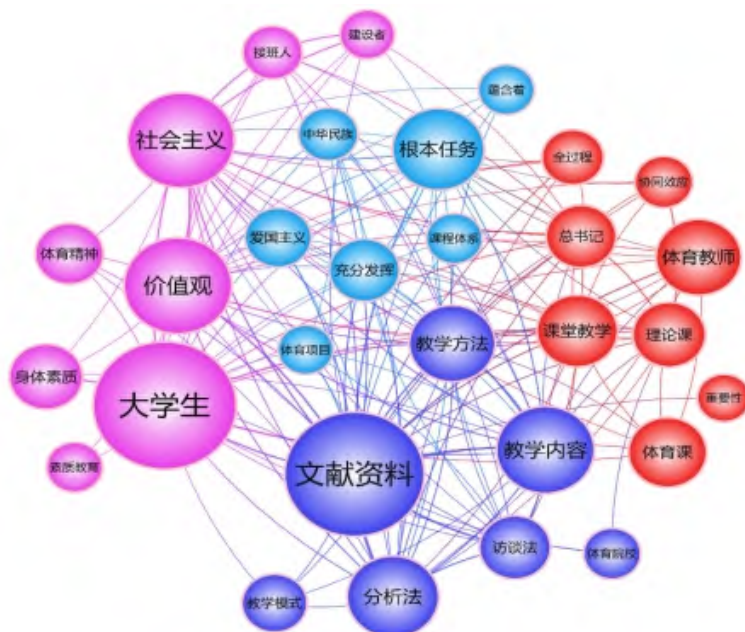 建设者
接班人
蕴含着
社会主义
中华民族
根本任务
全过程
协同效应
爱国主义
课程体系
总书记
体育精神
体育教师
充分发挥
价值观
课堂教学
理论课
教学方法
体育项目
身体素质
大学生
重要性
教学内容
体育课
素质教育
文献资料
访谈法
体育院校
教学模式
分析法